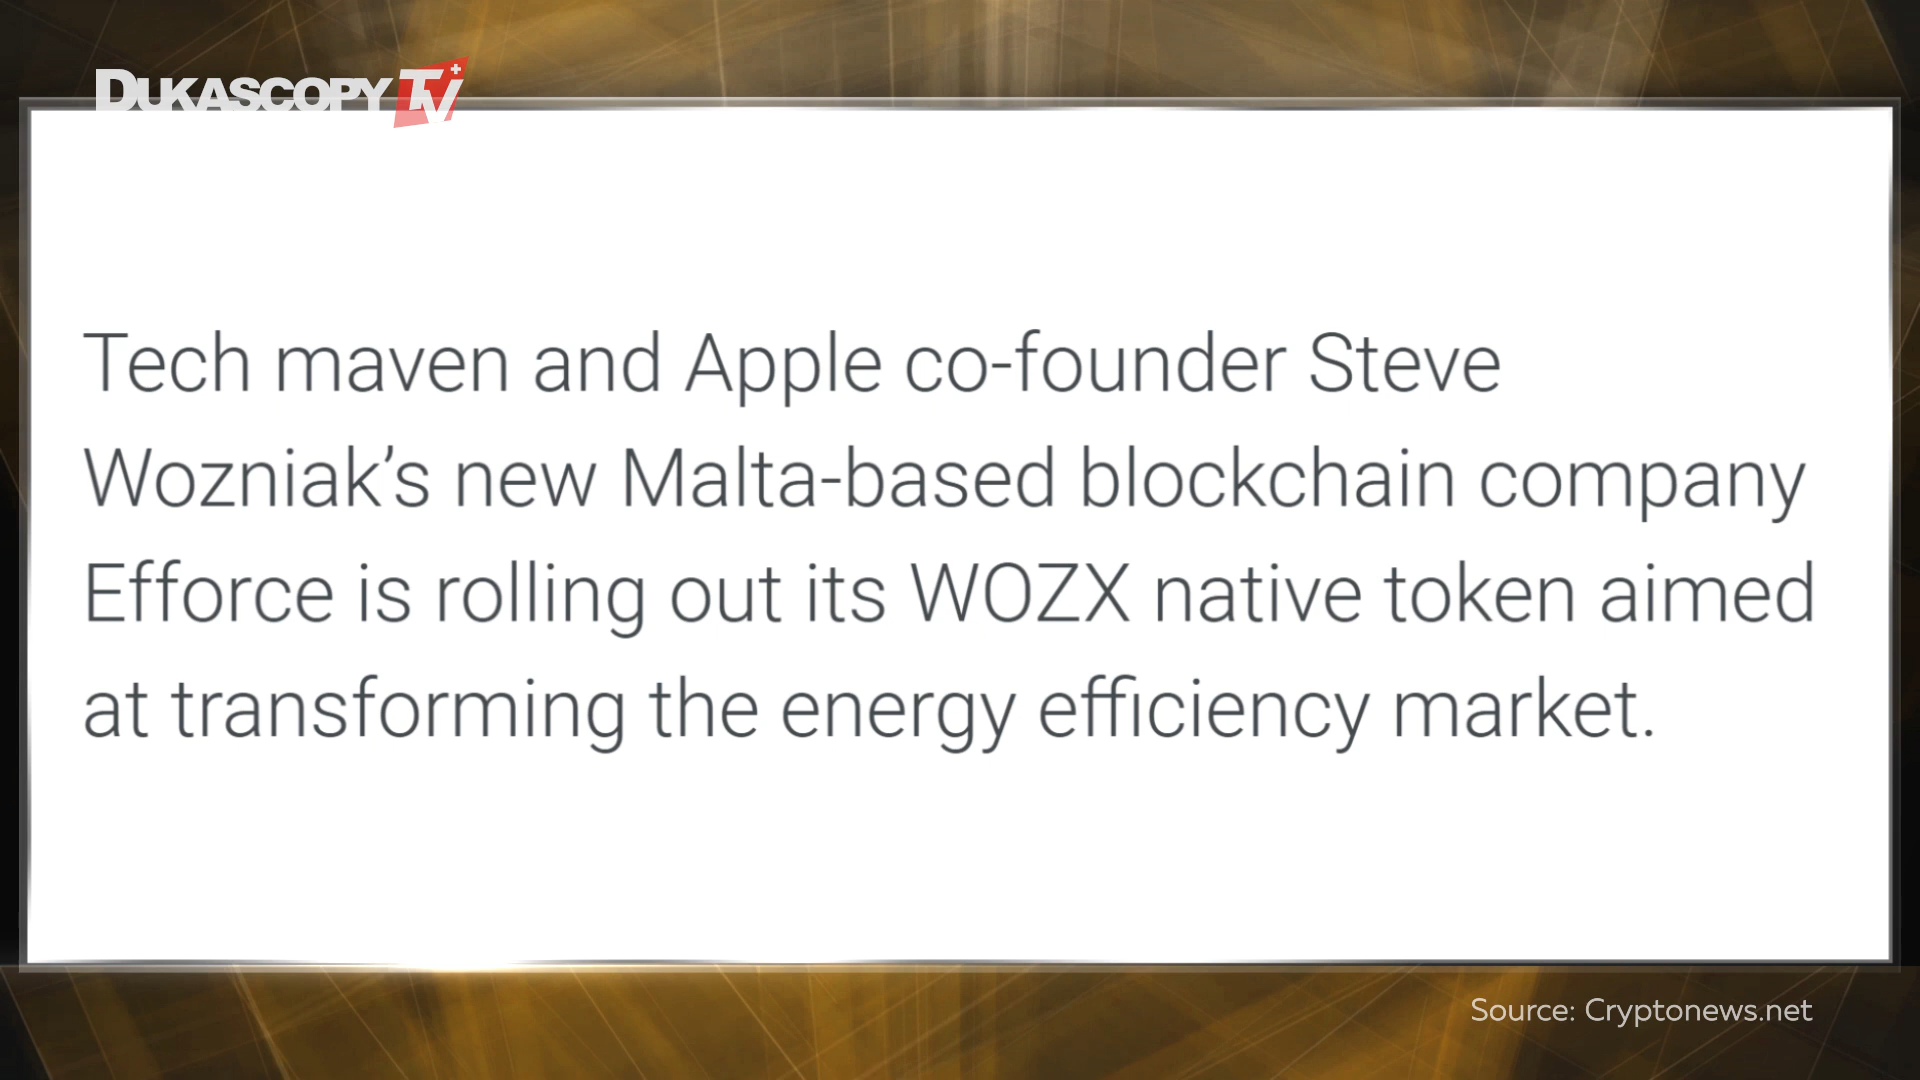 DUKASCOPY TV
Tech maven and Apple co-founder Steve
Wozniak’s new Malta-based blockchain company
Efforce is rolling out its WOZX native token aimed
at transforming the energy efficiency market.
Source: Cryptonews.net